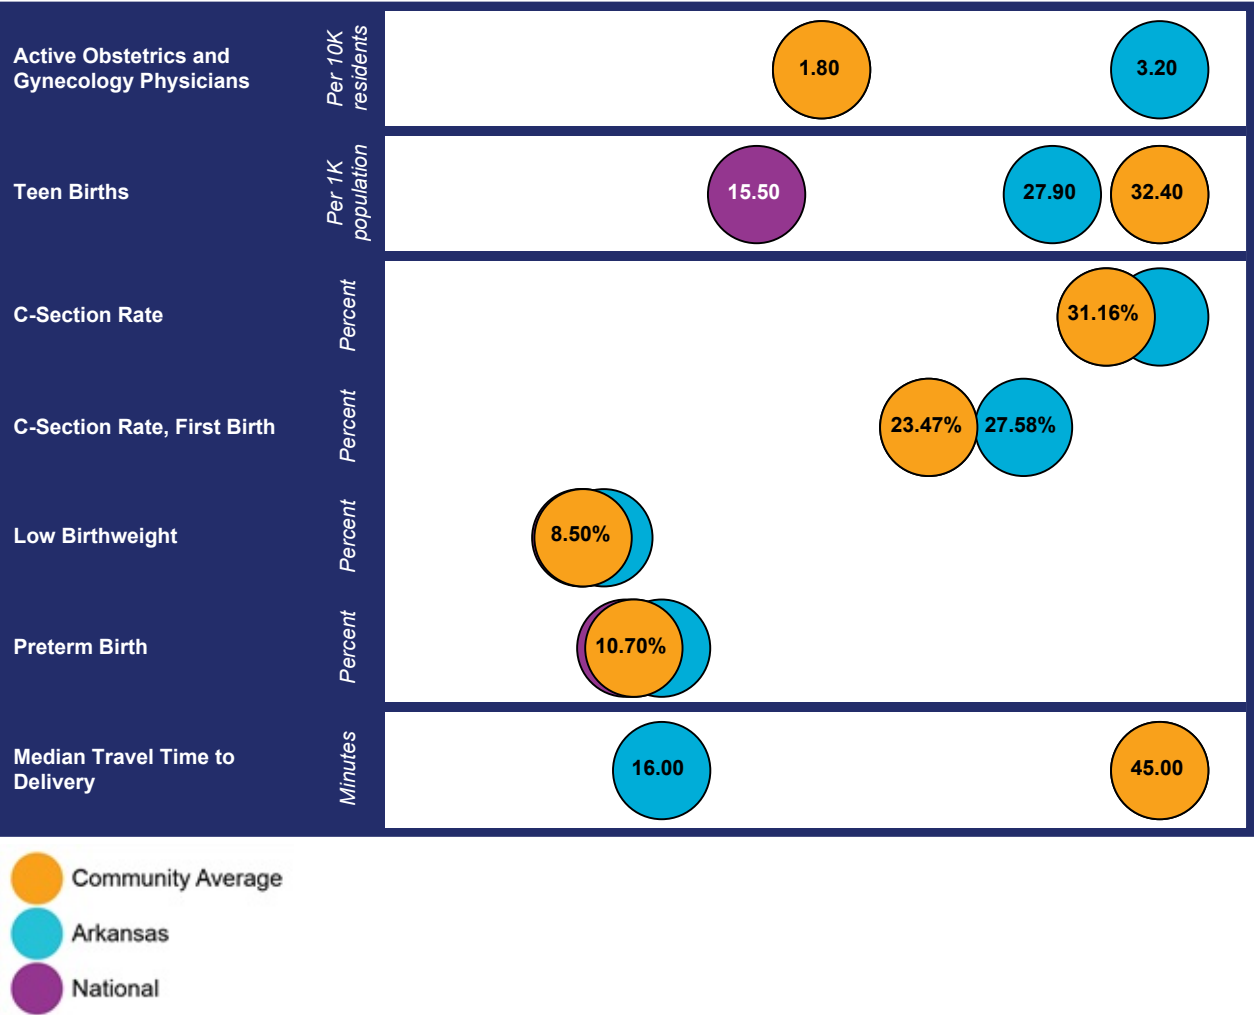 Active Obstetrics and
Gynecology Physicians
Per 10K
residents
1.80
3.20
Teen Births
Per 1K
population
15.50
27.90
32.40
C-Section Rate
Percent
31.16%
C-Section Rate, First Birth
Percent
23.47%
27.58%
Low Birthweight
Percent
8.50%
Preterm Birth
Percent
10.70%
Median Travel Time to
Delivery
Minutes
16.00
45.00
Community Average
Arkansas
National